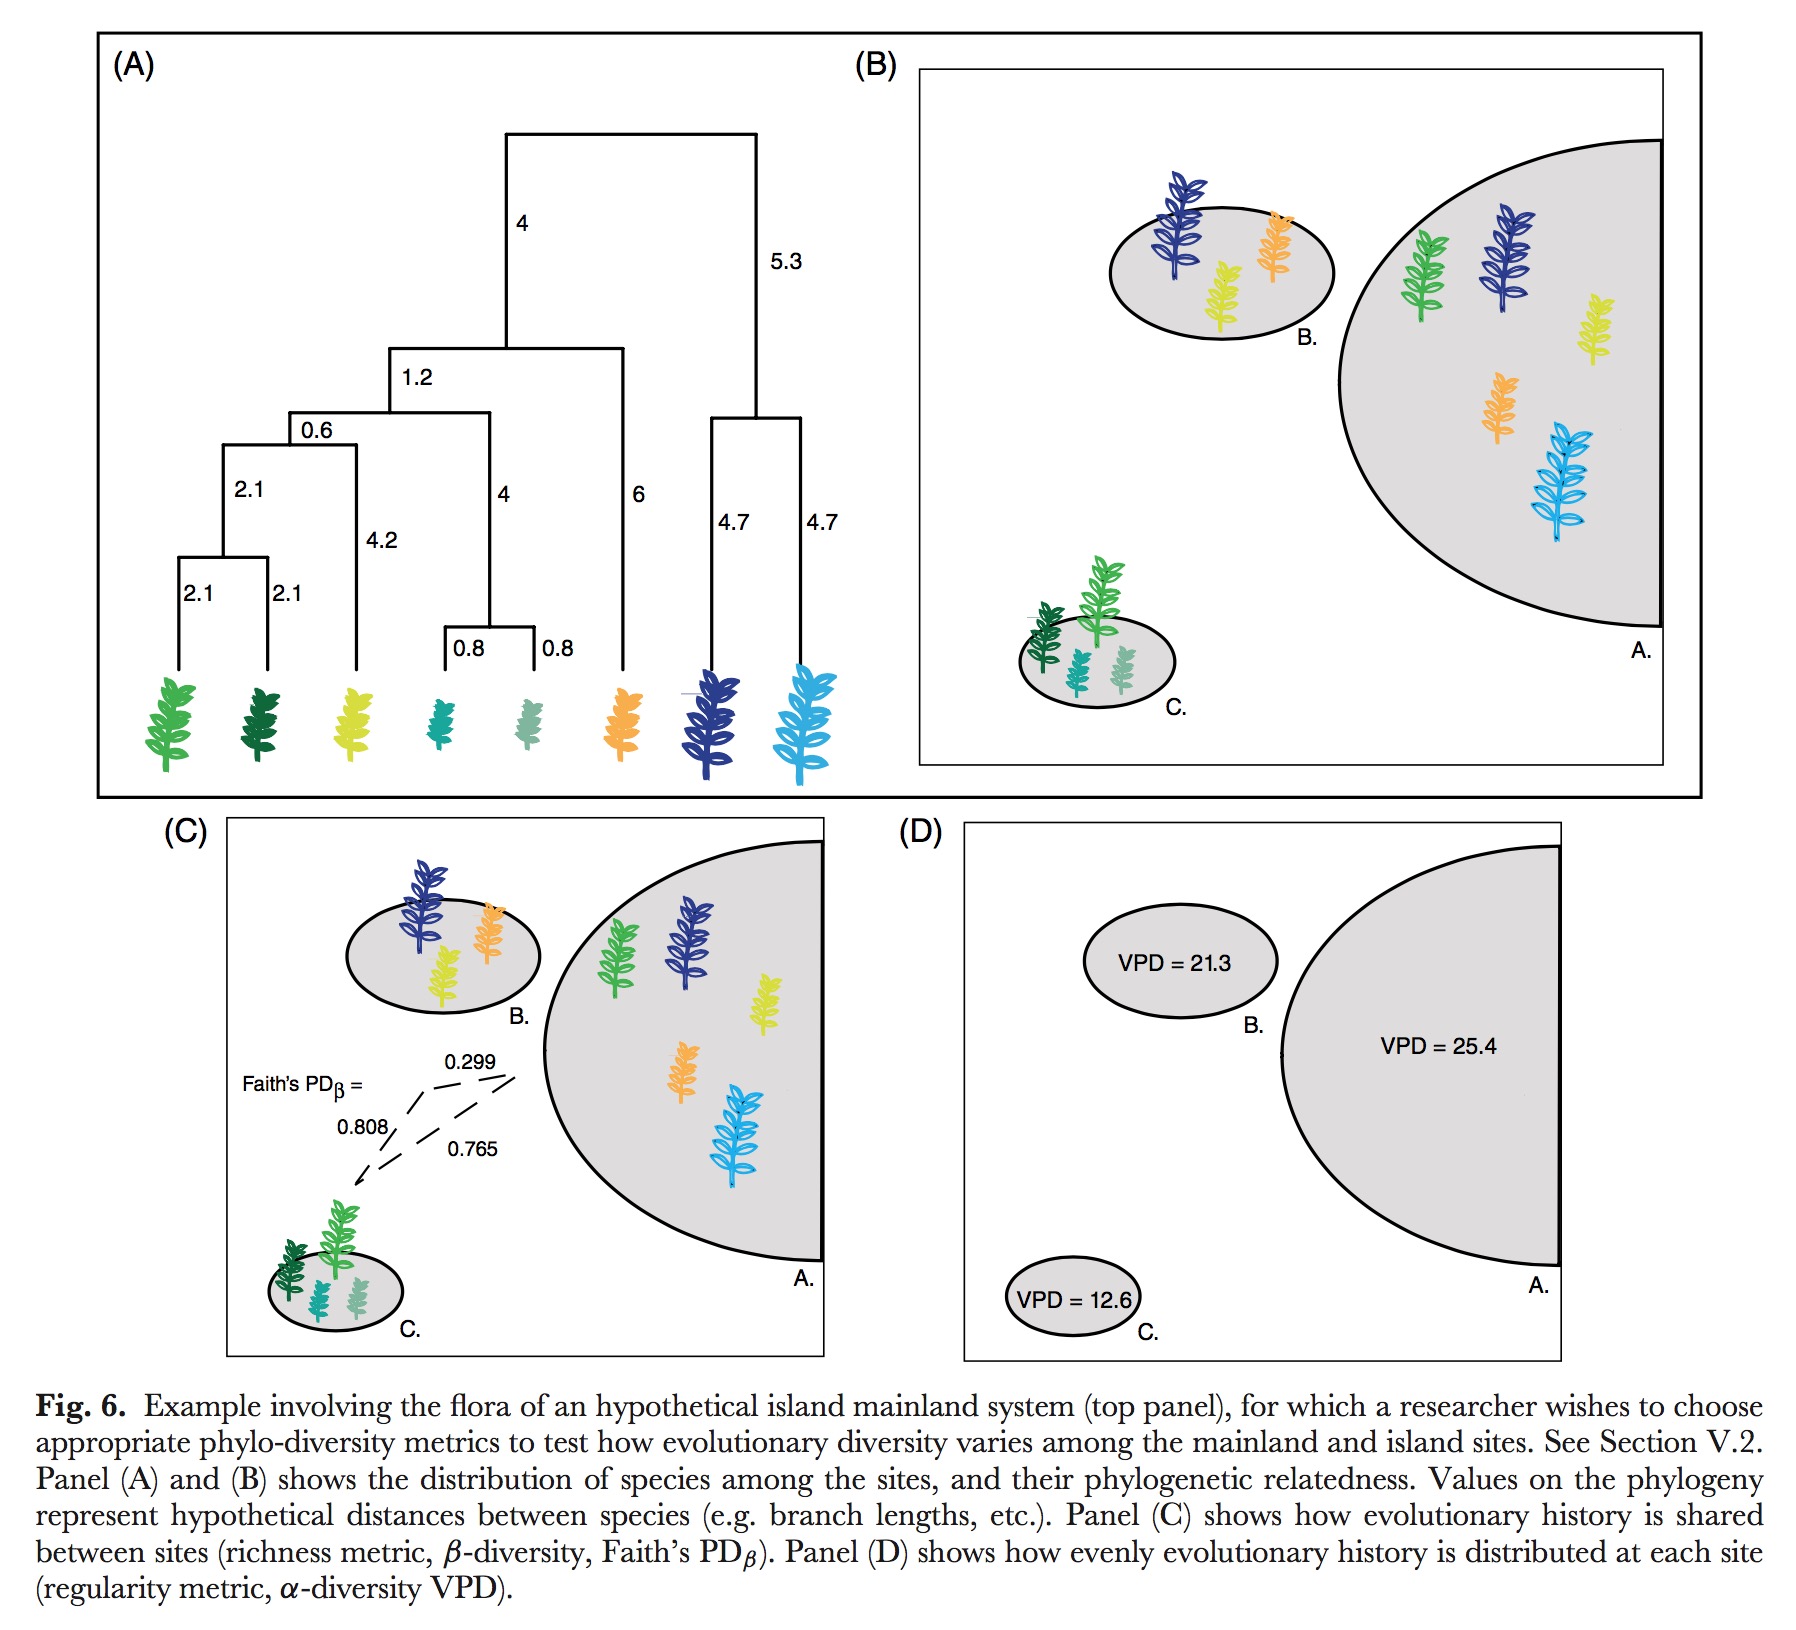 (A)
4
5.3
1.2
0.6
2.1
4
6
4.7
4.7
4.2
2.1
2.1
0.8
0.8
(B)
B.
A.
C.
(C)
B.
0.299
Faith's PDβ =
0.808
0.765
A.
C.
(D)
VPD = 21.3
B.
VPD = 25.4
A.
VPD = 12.6
C.
Fig. 6. Example involving the flora of an hypothetical island mainland system (top panel), for which a researcher wishes to choose
appropriate phylo-diversity metrics to test how evolutionary diversity varies among the mainland and island sites. See Section V.2.
Panel (A) and (B) shows the distribution of species among the sites, and their phylogenetic relatedness. Values on the phylogeny
represent hypothetical distances between species (e.g. branch lengths, etc.). Panel (C) shows how evolutionary history is shared
between sites (richness metric, β-diversity, Faith's PDβ). Panel (D) shows how evenly evolutionary history is distributed at each site
(regularity metric, α-diversity VPD).